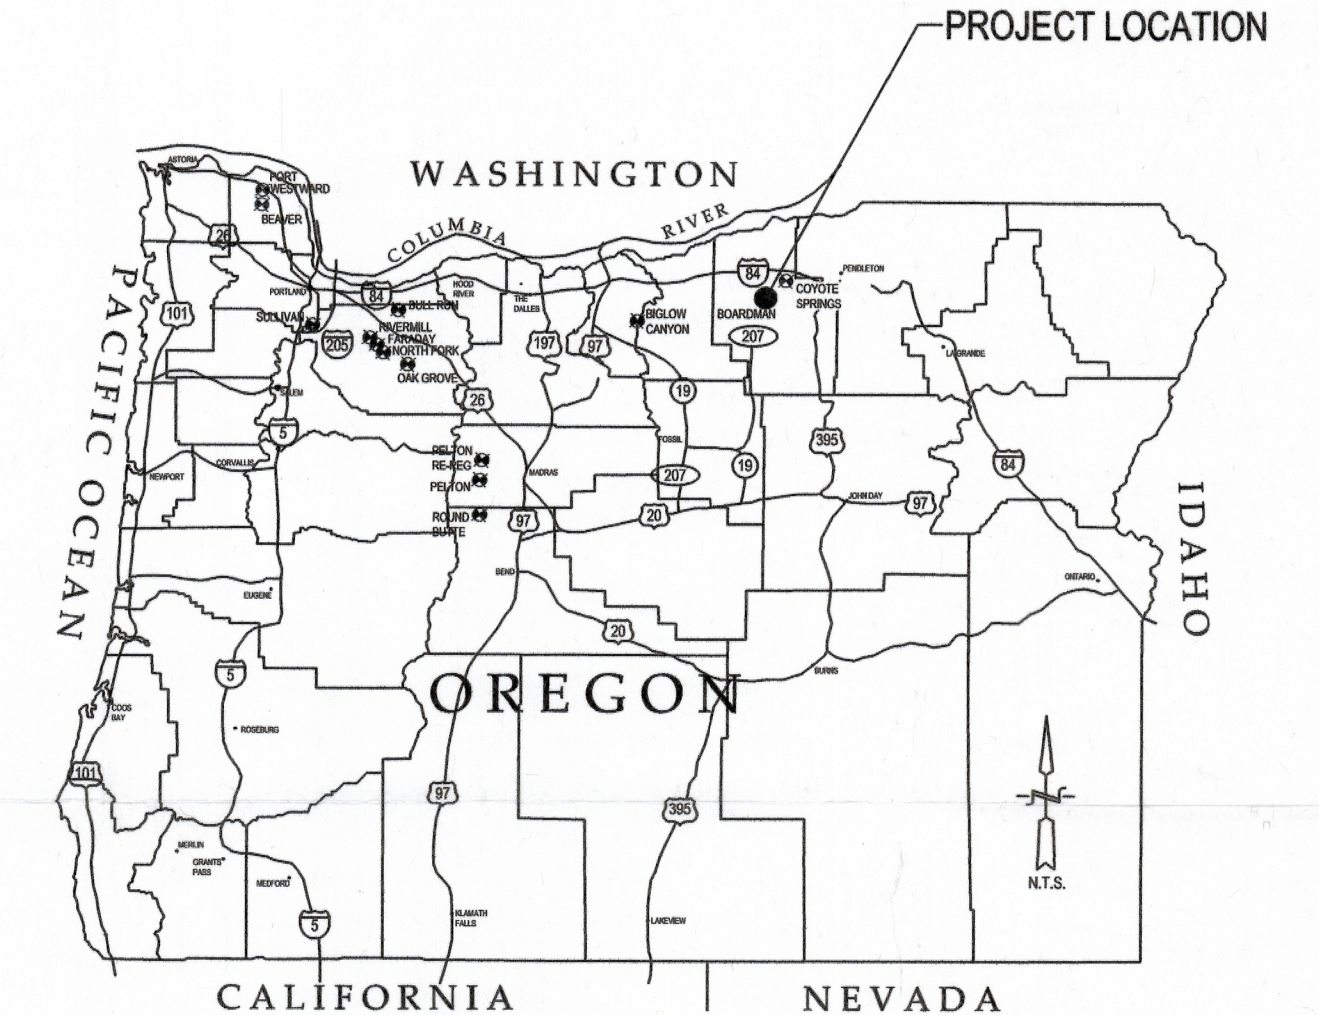 PROJECT LOCATION
WASHINGTON
COLUMBIA
RIVER
ASTORIA
PORT
WESTWARD
BEAVER
26
101
PORTLAND
84
HOOD
RIVER
THE
DALLES
84
PENDLETON
COYOTE
SPRINGS
BOARDMAN
207
BULL RUN
SULLIVAN
RIVERMILL
FARADAY
NORTH FORK
OAK GROVE
205
197
97
BIGLOW
CANYON
LA GRANDE
26
19
SALEM
5
395
PELTON
RE-REG
PELTON
ROUND
BUTTE
FOSSIL
207
19
84
MADRAS
CORVALLIS
NEWPORT
97
20
JOHN DAY
97
BEND
EUGENE
ONTARIO
PACIFIC OCEAN
IDAHO
20
BURNS
5
OREGON
COOS
BAY
ROSEBURG
101
97
395
MERLIN
GRANTS
PASS
MEDFORD
5
KLAMATH
FALLS
LAKEVIEW
N.T.S.
CALIFORNIA
NEVADA